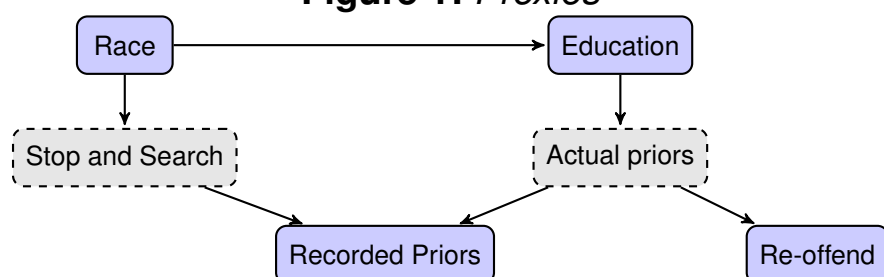 Figure 1: Proxies
Race
Education
Stop and Search
Actual priors
Recorded Priors
Re-offend